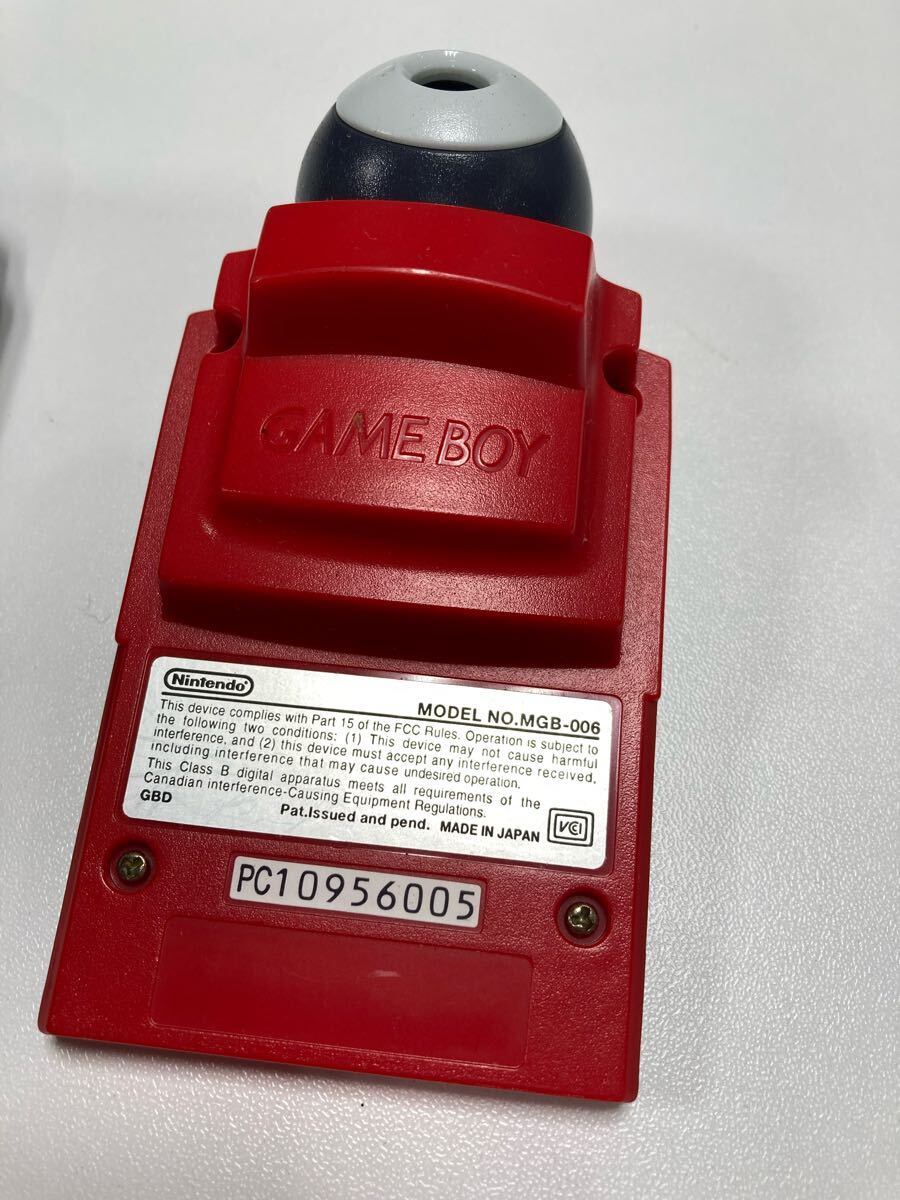 GAME BOY
Nintendo
MODEL NO.MGB-006
This device complies with Part 15 of the FCC Rules. Operation is subject to
the following two conditions: (1) This device may not cause harmful
interference, and (2) this device must accept any interference received.
including interference that may cause undesired operation.
This Class B digital apparatus meets all requirements of the
Canadian interference-Causing Equipment Regulations.
GBD
Pat.Issued and pend. MADE IN JAPAN VCI
PC10956005